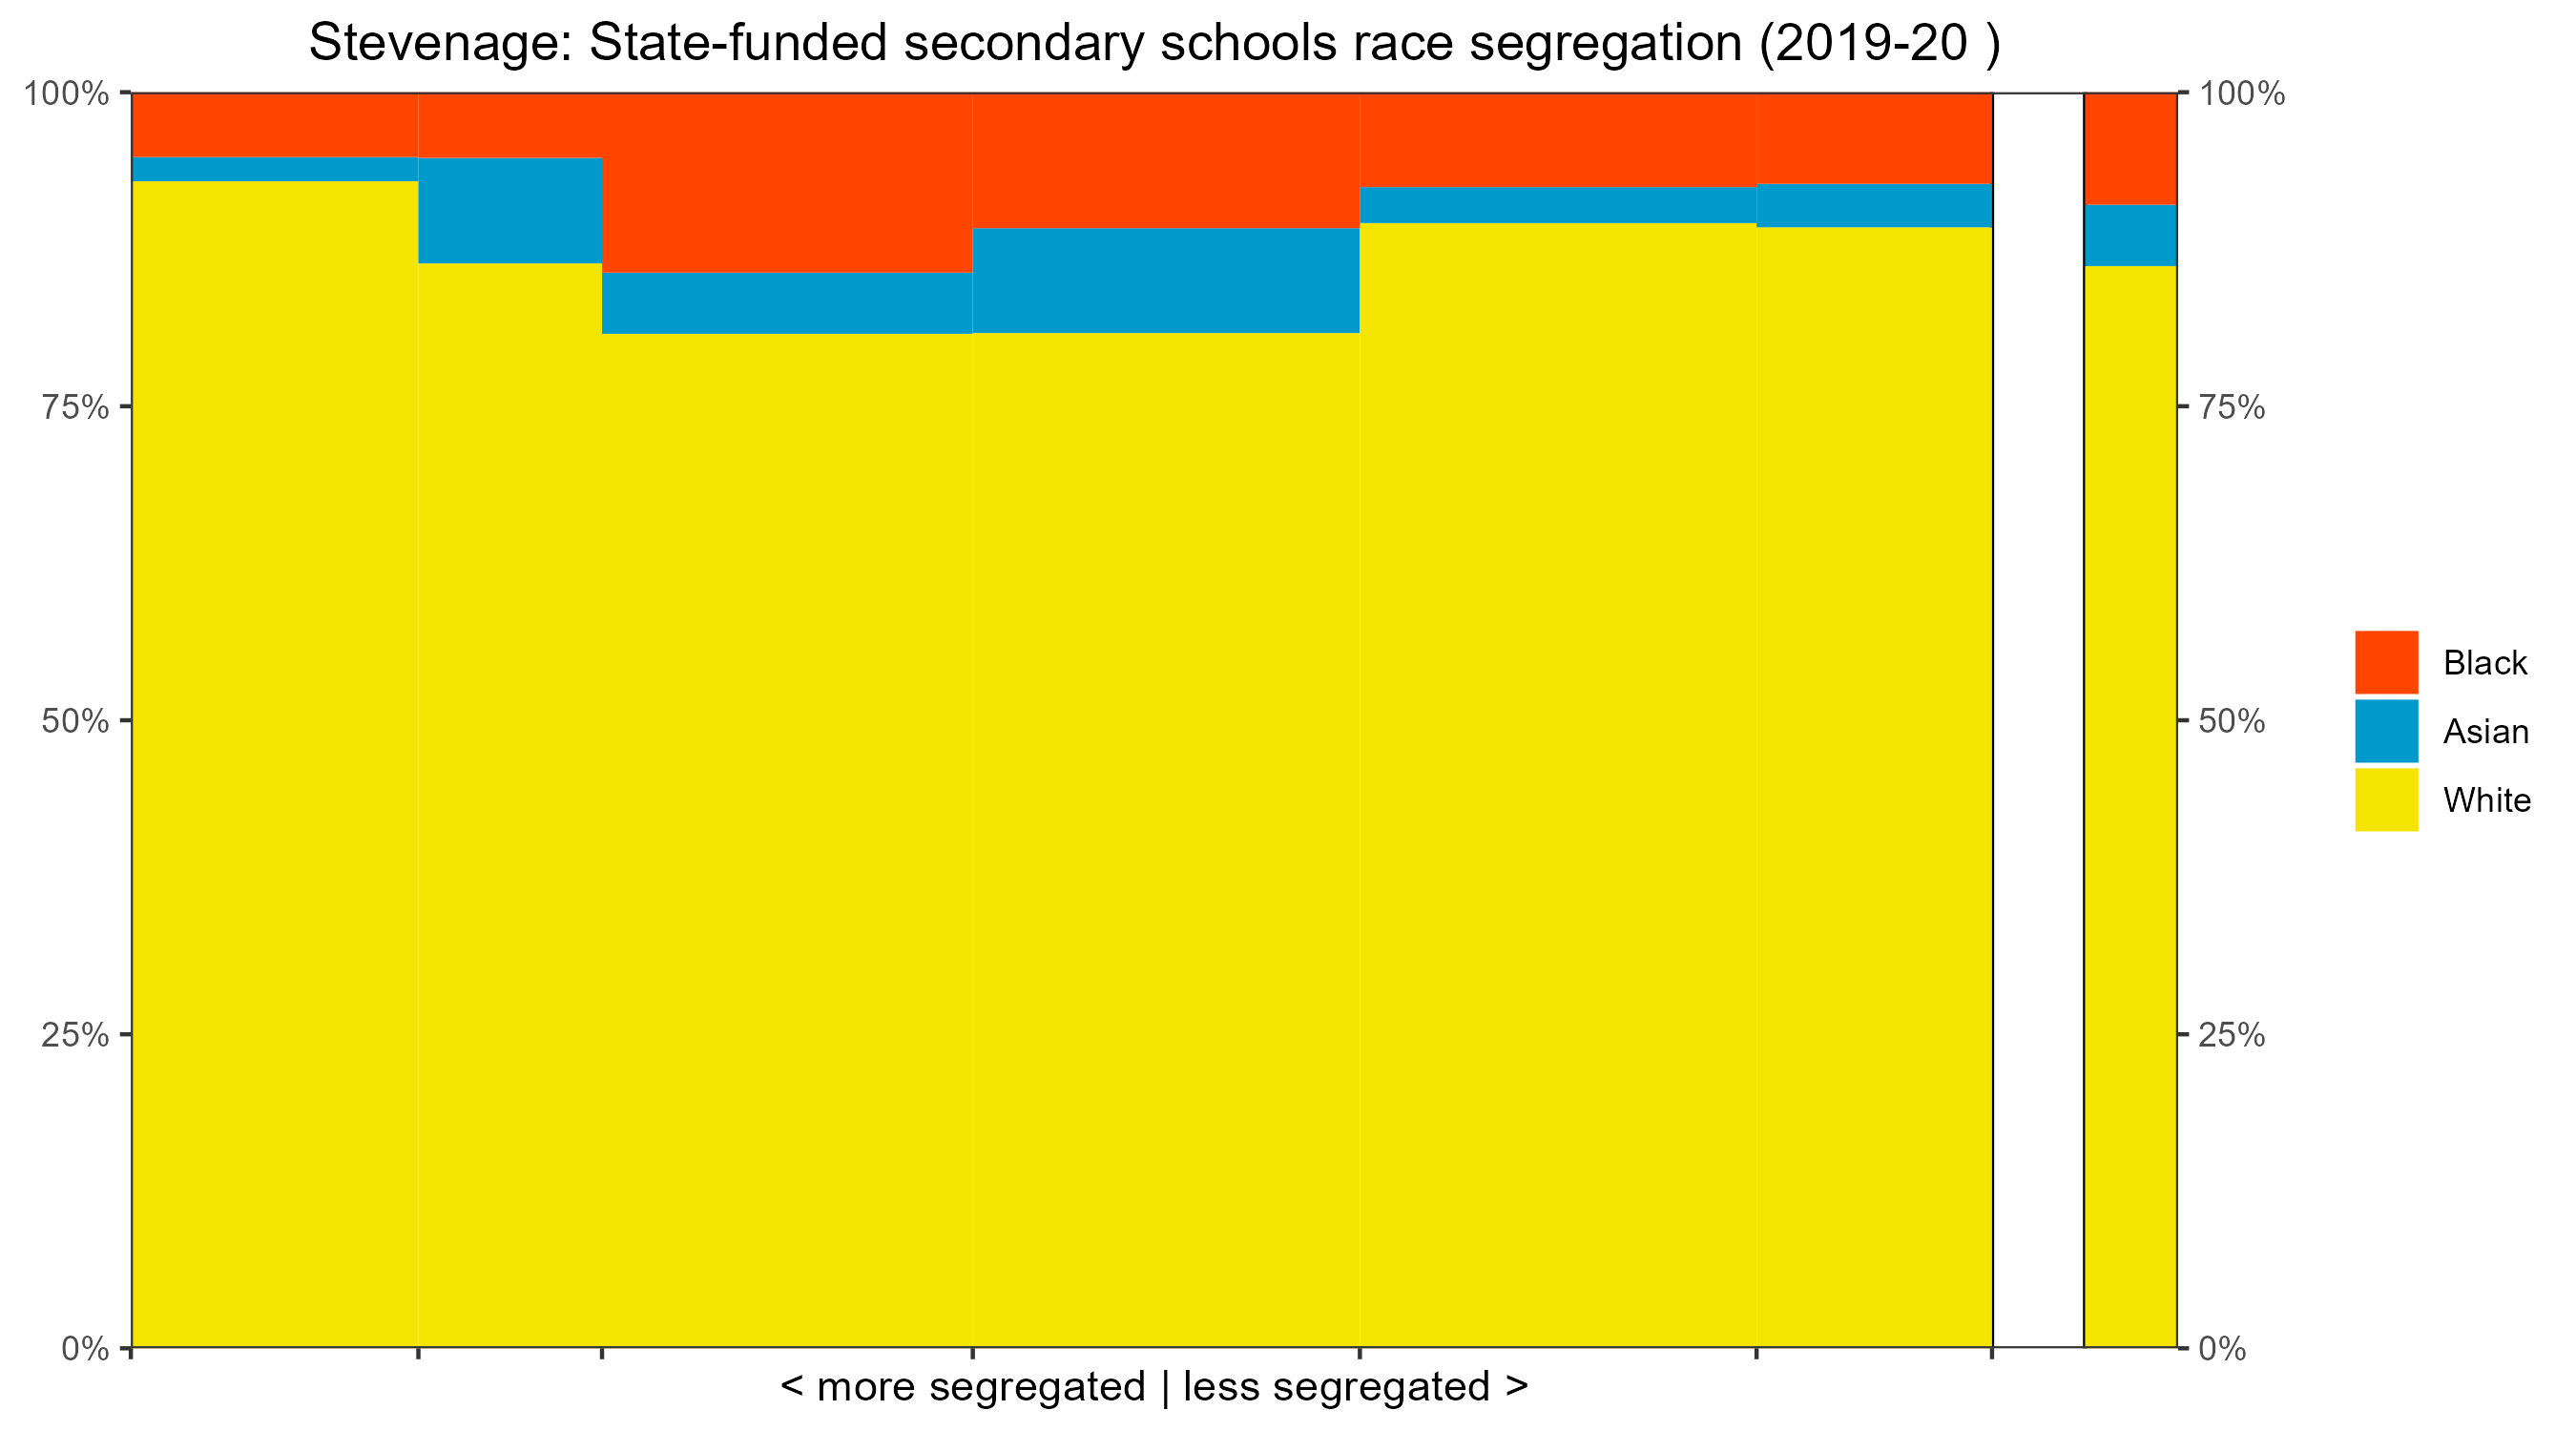 Stevenage: State-funded secondary schools race segregation (2019-20 )
100%
75%
50%
25%
0%
100%
75%
50%
25%
0%
Black
Asian
White
< more segregated | less segregated >